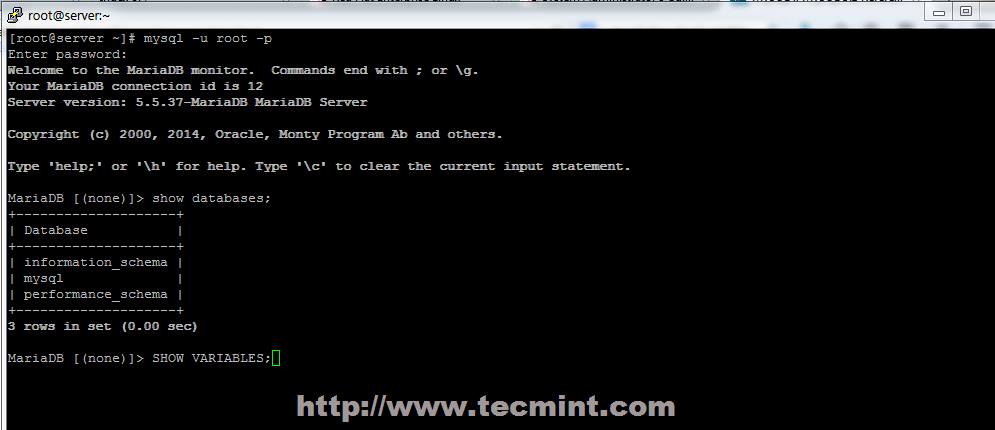 root@server:~
[root@server ~]# mysql -u root -p
Enter password:
Welcome to the MariaDB monitor.  Commands end with ; or \g.
Your MariaDB connection id is 12
Server version: 5.5.37-MariaDB MariaDB Server
Copyright (c) 2000, 2014, Oracle, Monty Program Ab and others.
Type 'help;' or '\h' for help. Type '\c' to clear the current input statement.
MariaDB [(none)]> show databases;
+--------------------+
| Database           |
+--------------------+
| information_schema |
| mysql              |
| performance_schema |
+--------------------+
3 rows in set (0.00 sec)
MariaDB [(none)]> SHOW VARIABLES;
http://www.tecmint.com